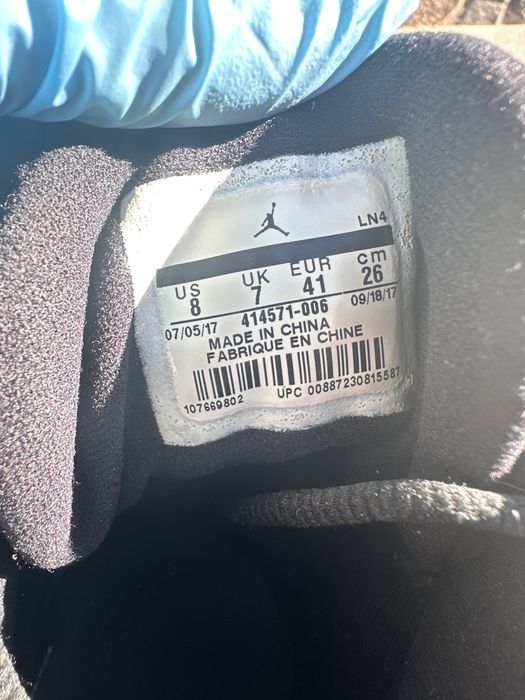 LN4
US UK EUR cm
8 7 41 26
07/05/17 414571-006 09/18/17
MADE IN CHINA
FABRIQUE EN CHINE
107669802 UPC 00887230815587